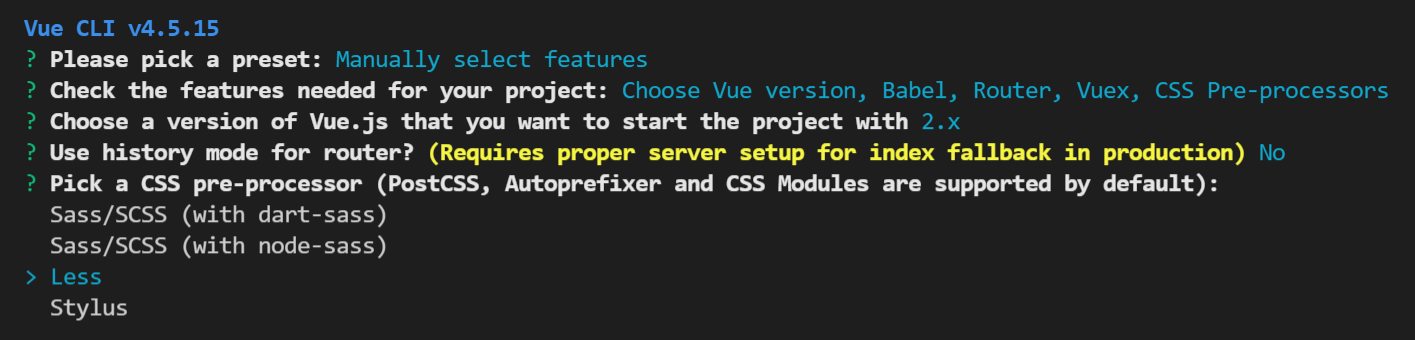 Vue CLI v4.5.15
? Please pick a preset: Manually select features
? Check the features needed for your project: Choose Vue version, Babel, Router, Vuex, CSS Pre-processors
? Choose a version of Vue.js that you want to start the project with 2.x
? Use history mode for router? (Requires proper server setup for index fallback in production) No
? Pick a CSS pre-processor (PostCSS, Autoprefixer and CSS Modules are supported by default):
Sass/SCSS (with dart-sass)
Sass/SCSS (with node-sass)
> Less
Stylus